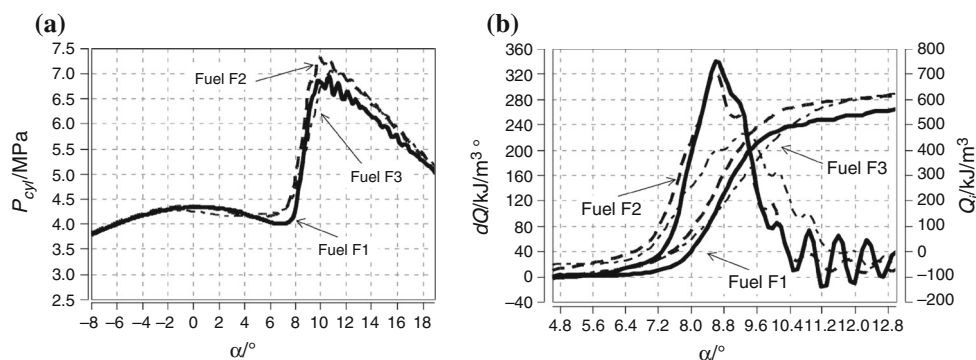 (a)
7.5
7.0
6.5
6.0
5.5
5.0
4.5
4.0
3.5
3.0
2.5
P_cyl/MPa
Fuel F2
Fuel F3
Fuel F1
–8 –6 –4 –2 0 2 4 6 8 10 12 14 16 18
α/°
(b)
360
320
280
240
200
160
120
80
40
0
–40
dQ/kJ/m³ °
Fuel F2
Fuel F3
Fuel F1
4.8 5.6 6.4 7.2 8.0 8.8 9.6 10.4 11.2 12.0 12.8
α/°
800
700
600
500
400
300
200
100
0
–100
–200
Q/kJ/m³